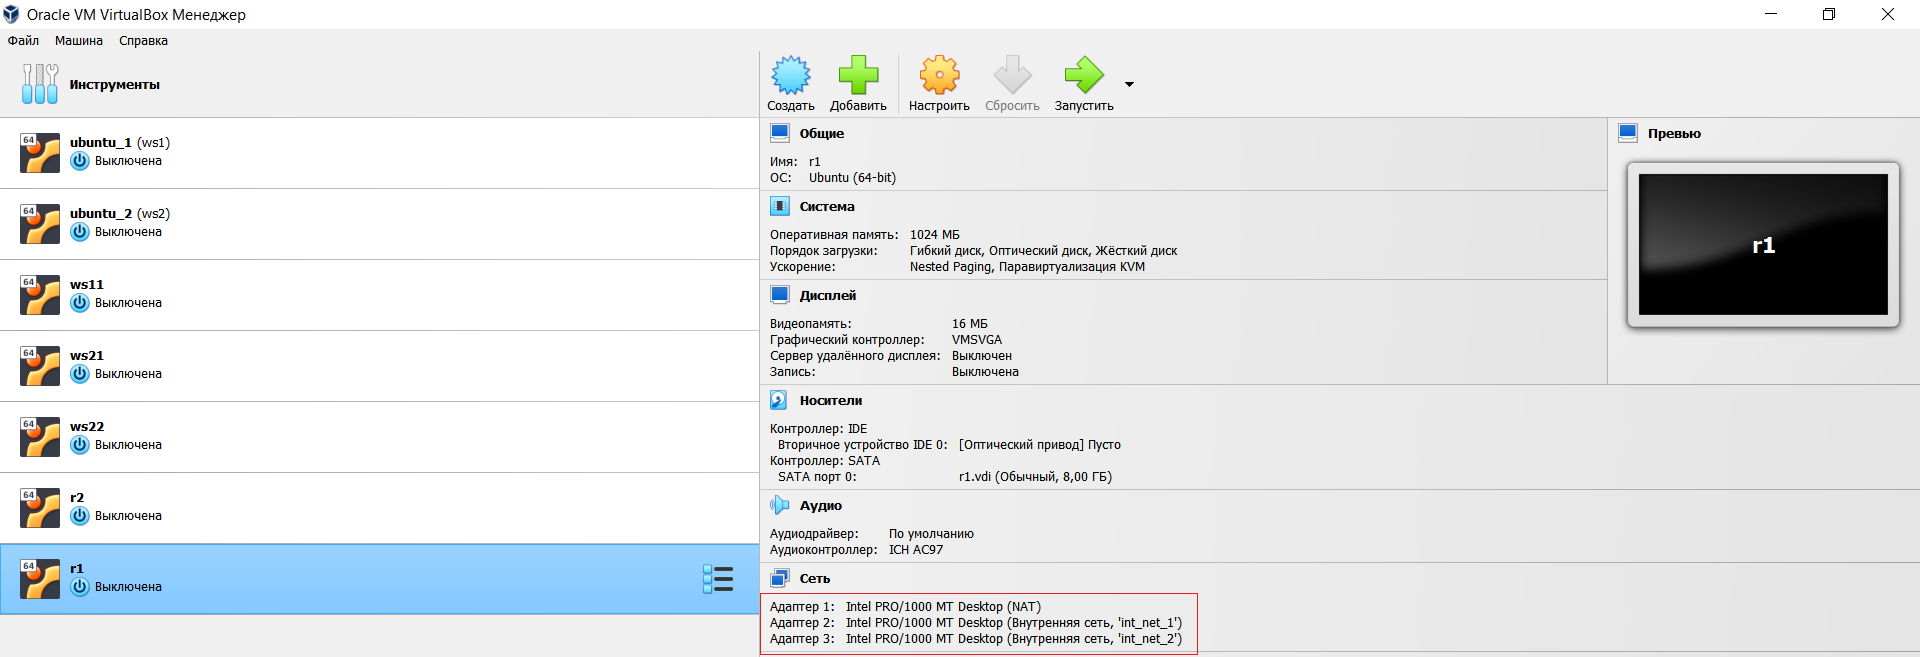 Oracle VM VirtualBox Менеджер
Файл Машина Справка
Инструменты
64
ubuntu_1 (ws1)
Выключена
64
ubuntu_2 (ws2)
Выключена
64
ws11
Выключена
64
ws21
Выключена
64
ws22
Выключена
64
r2
Выключена
64
r1
Выключена
Создать Добавить Настроить Сбросить Запустить
Общие
Имя: r1
ОС: Ubuntu (64-bit)
Система
Оперативная память: 1024 МБ
Порядок загрузки: Гибкий диск, Оптический диск, Жёсткий диск
Ускорение: Nested Paging, Паравиртуализация KVM
Дисплей
Видеопамять: 16 МБ
Графический контроллер: VMSVGA
Сервер удалённого дисплея: Выключен
Запись: Выключена
Превью
r1
Носители
Контроллер: IDE
Вторичное устройство IDE 0: [Оптический привод] Пусто
Контроллер: SATA
SATA порт 0: r1.vdi (Обычный, 8,00 ГБ)
Аудио
Аудиодрайвер: По умолчанию
Аудиоконтроллер: ICH AC97
Сеть
Адаптер 1: Intel PRO/1000 MT Desktop (NAT)
Адаптер 2: Intel PRO/1000 MT Desktop (Внутренняя сеть, 'int_net_1')
Адаптер 3: Intel PRO/1000 MT Desktop (Внутренняя сеть, 'int_net_2')